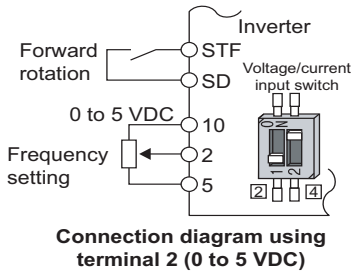 Inverter
Forward
rotation
STF
SD
Voltage/current
input switch
0 to 5 VDC
10
Frequency
setting
2
5
ON
1 2
2
4
Connection diagram using
terminal 2 (0 to 5 VDC)